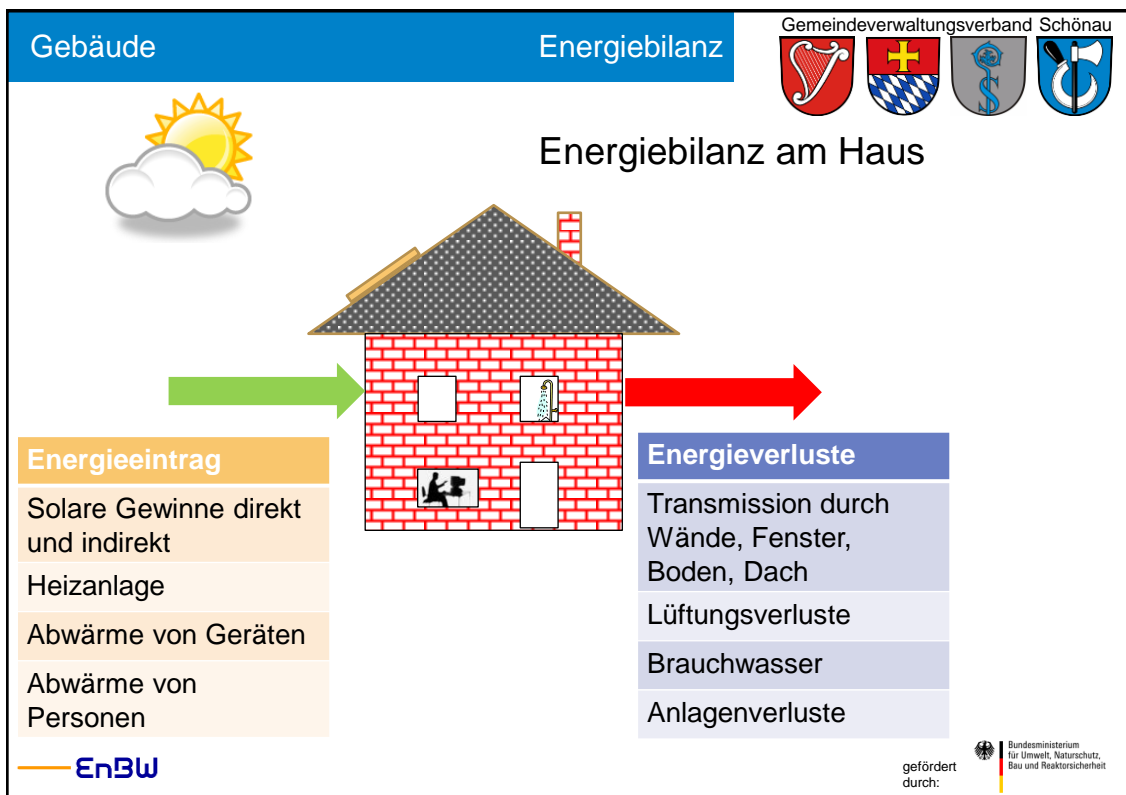 Gebäude
Energiebilanz
Gemeindeverwaltungsverband Schönau
Energiebilanz am Haus
Energieeintrag
Solare Gewinne direkt
und indirekt
Heizanlage
Abwärme von Geräten
Abwärme von
Personen
Energieverluste
Transmission durch
Wände, Fenster,
Boden, Dach
Lüftungsverluste
Brauchwasser
Anlagenverluste
EnBW
gefördert
durch:
Bundesministerium
für Umwelt, Naturschutz,
Bau und Reaktorsicherheit